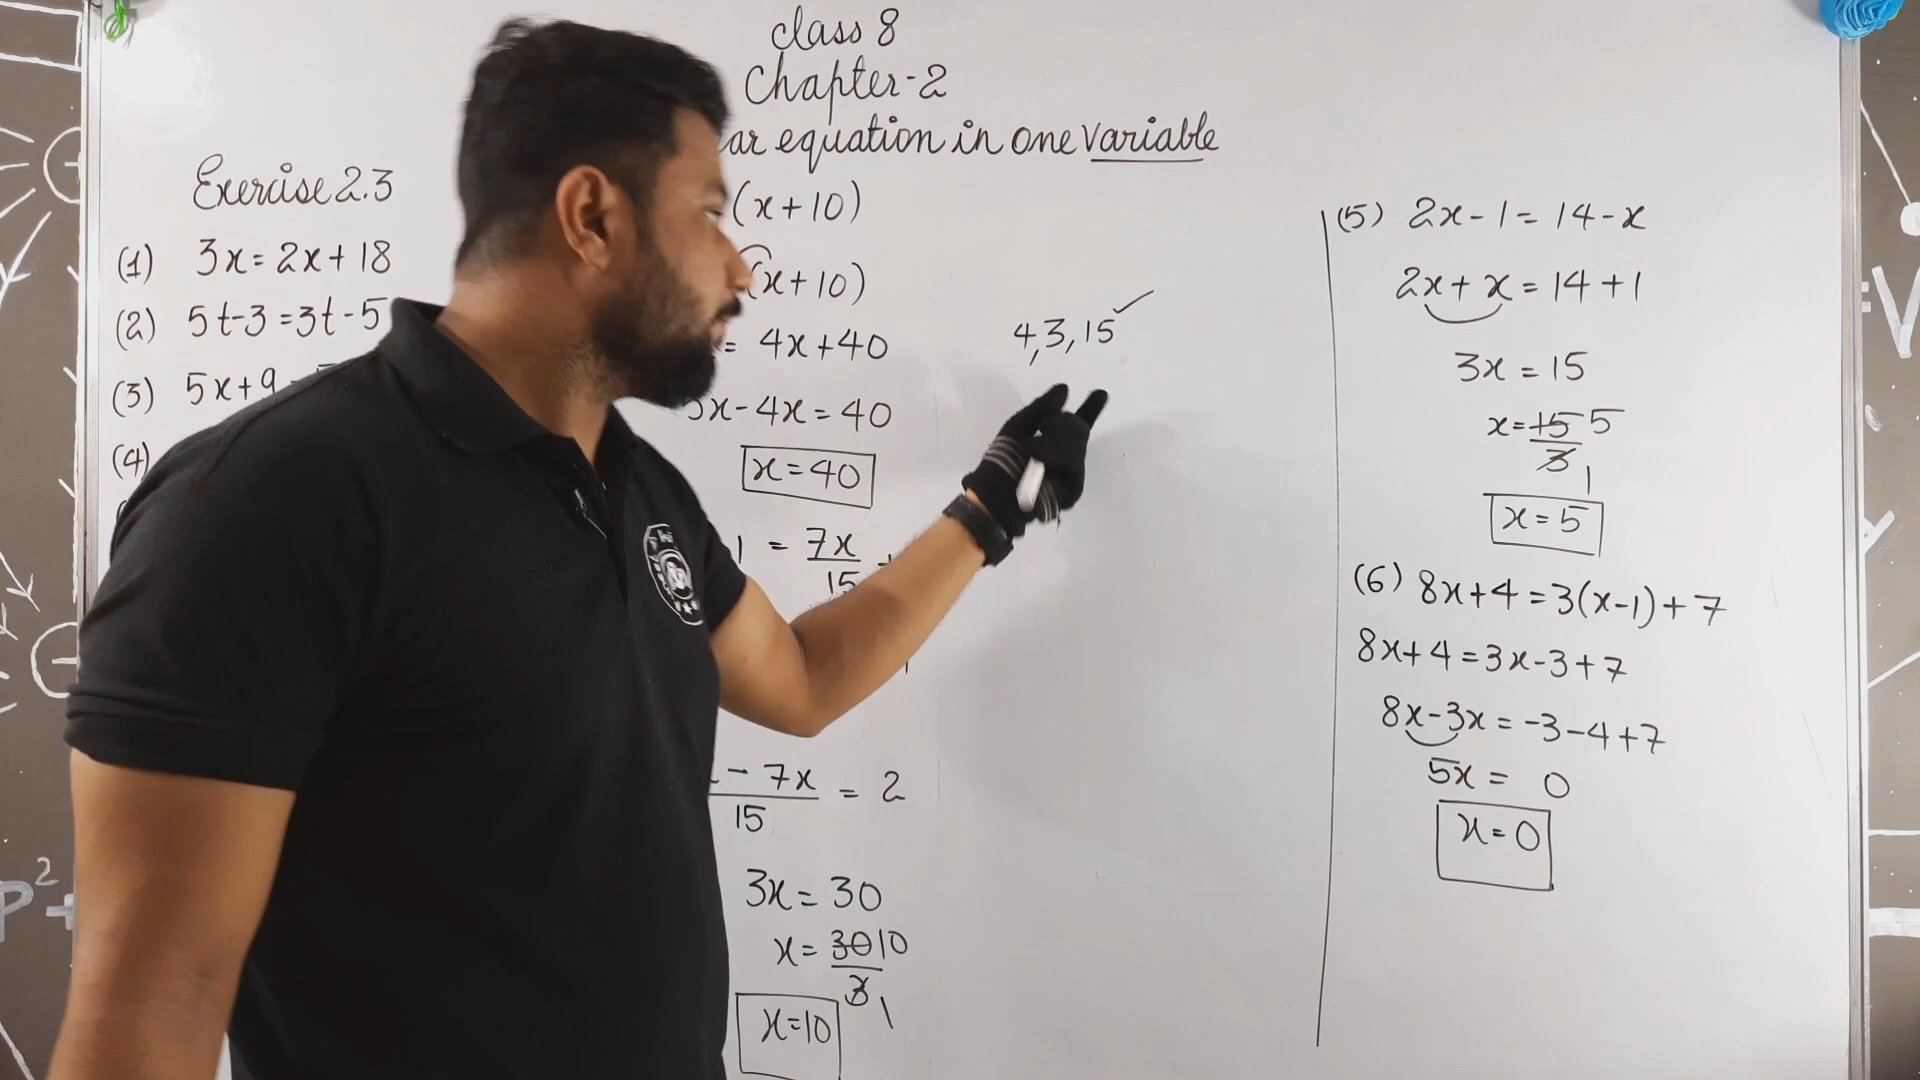 class 8
Chapter-2
ar equation in one variable
Exercise 2.3
(1) 3x = 2x + 18
(2) 5t - 3 = 3t - 5
(3) 5x + 9
(4)
(x + 10)
(x + 10)
= 4x + 40
x - 4x = 40
x = 40
1 = 7x/15
- 7x/15 = 2
3x = 30
x = 30/3 10 1
x = 10
4, 3, 15 ✓
(5) 2x - 1 = 14 - x
2x + x = 14 + 1
3x = 15
x = 15/3 5 1
x = 5
(6) 8x + 4 = 3(x - 1) + 7
8x + 4 = 3x - 3 + 7
8x - 3x = -3 - 4 + 7
5x = 0
x = 0
P²+